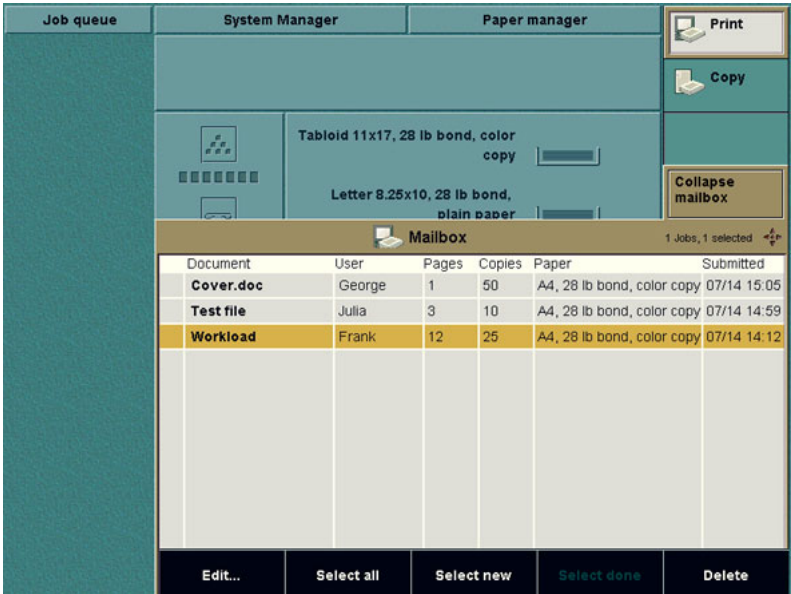 Job queue System Manager Paper manager Print
Copy
Tabloid 11x17, 28 lb bond, color
copy
Letter 8.25x10, 28 lb bond,
plain paper
Collapse
mailbox
Mailbox 1 Jobs, 1 selected
Document User Pages Copies Paper Submitted
Cover.doc George 1 50 A4, 28 lb bond, color copy 07/14 15:05
Test file Julia 3 10 A4, 28 lb bond, color copy 07/14 14:59
Workload Frank 12 25 A4, 28 lb bond, color copy 07/14 14:12
Edit... Select all Select new Select done Delete